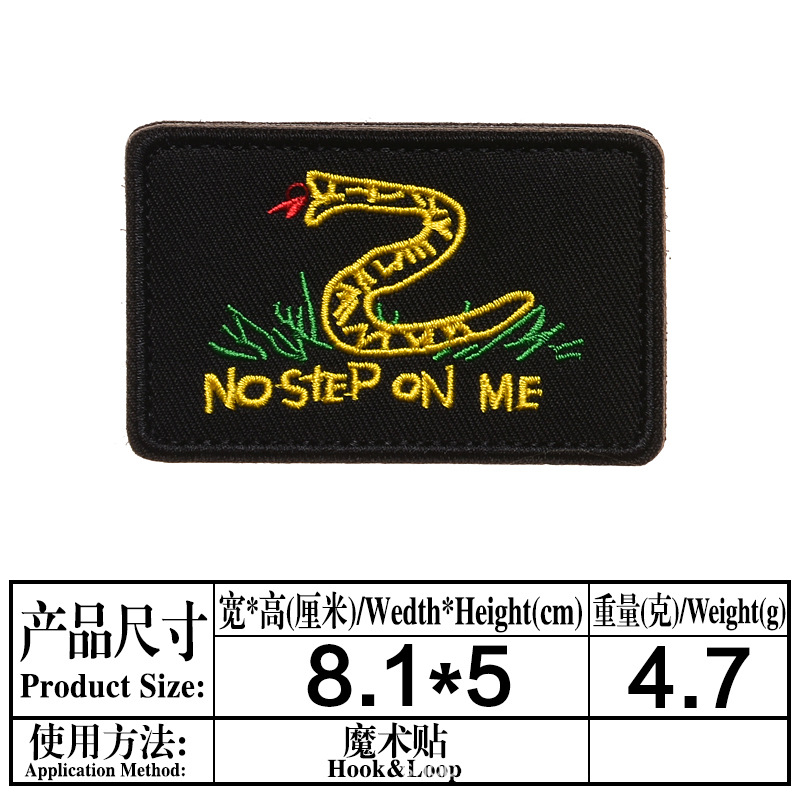 NO STEP ON ME
产品尺寸
Product Size:
宽*高(厘米)/Wedth*Height(cm)
重量(克)/Weight(g)
8.1*5
4.7
使用方法:
Application Method:
魔术贴
Hook&Loop